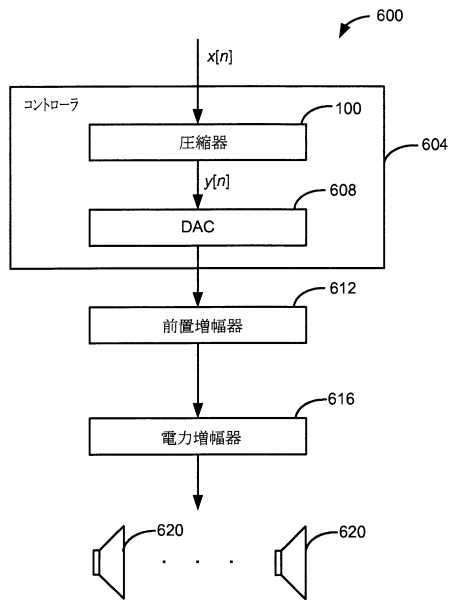 600
x[n]
コントローラ
100
圧縮器
604
y[n]
608
DAC
612
前置増幅器
616
電力増幅器
620
620
. . .